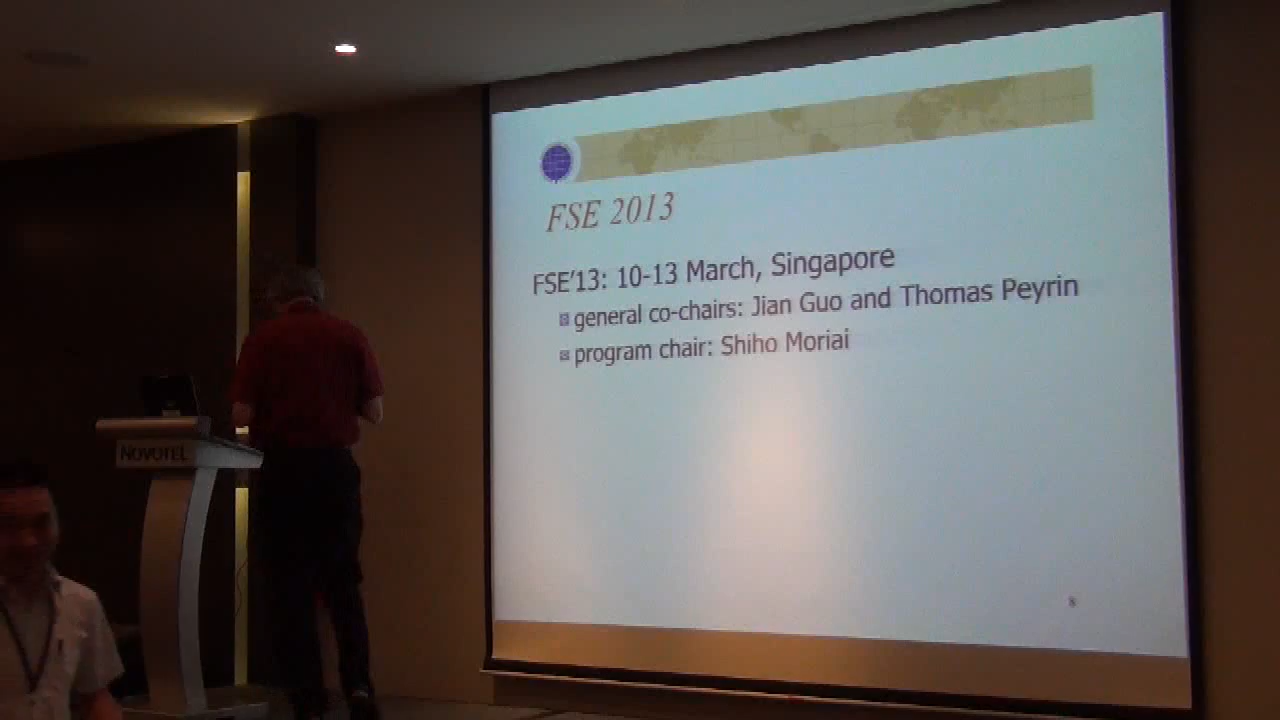 FSE 2013
FSE'13: 10-13 March, Singapore
general co-chairs: Jian Guo and Thomas Peyrin
program chair: Shiho Moriai
8
NOVOTEL